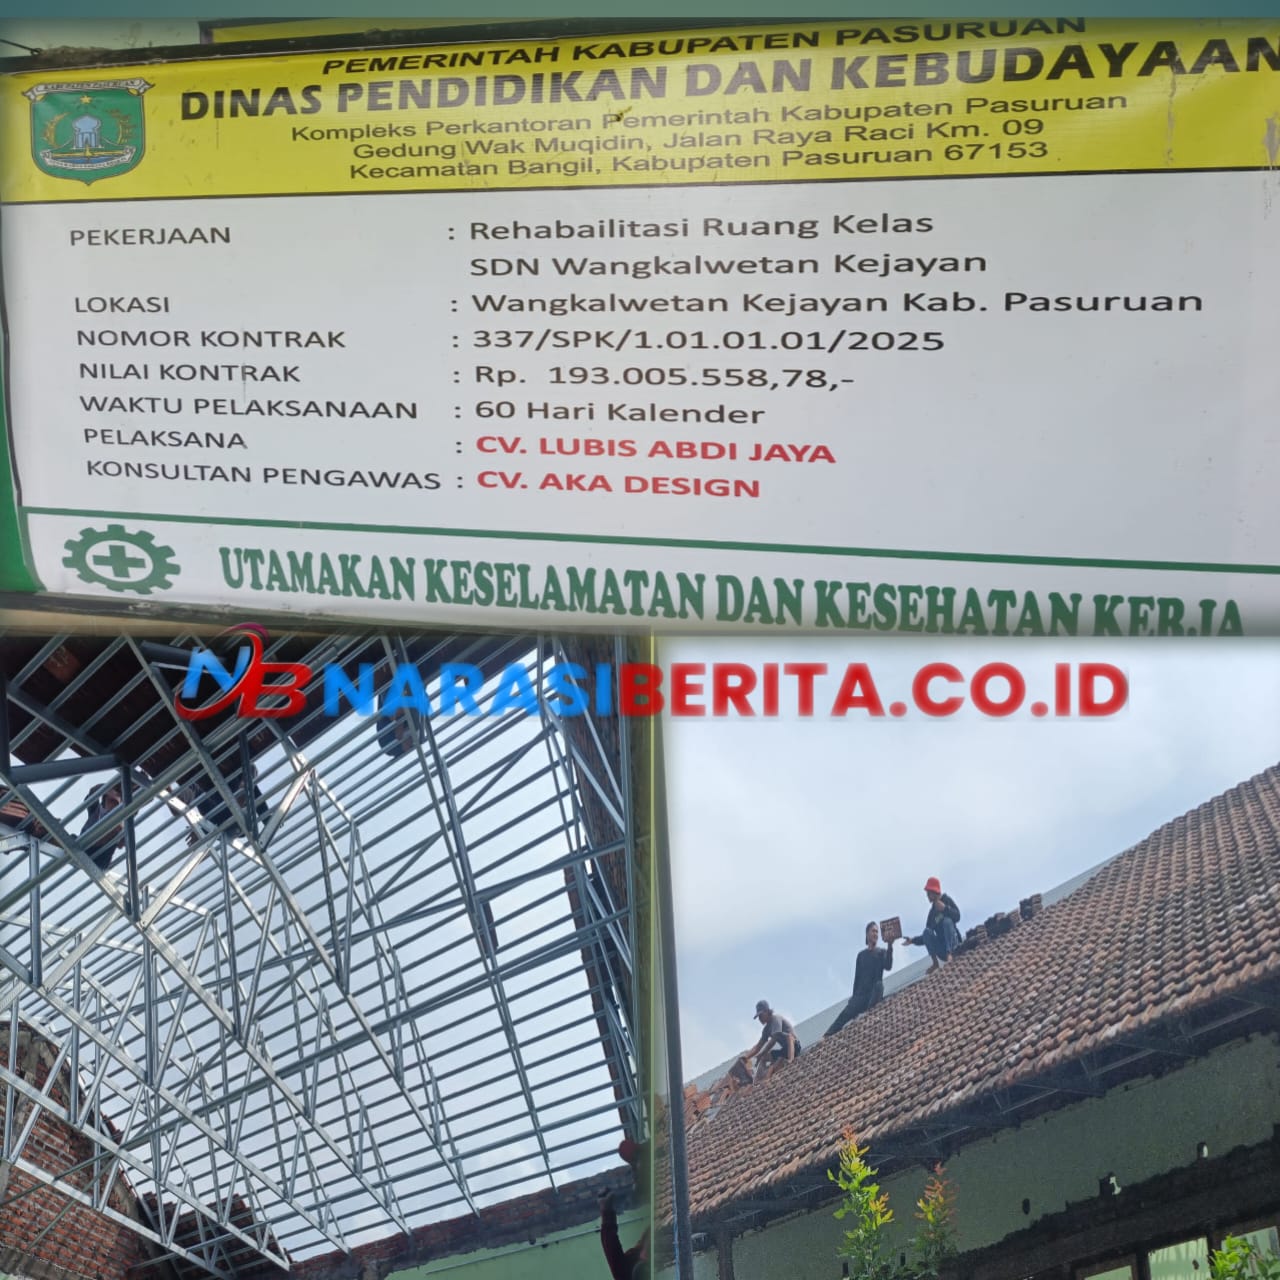 PEMERINTAH KABUPATEN PASURUAN
DINAS PENDIDIKAN DAN KEBUDAYAAN
Kompleks Perkantoran Pemerintah Kabupaten Pasuruan
Gedung Wak Muqidin, Jalan Raya Raci Km. 09
Kecamatan Bangil, Kabupaten Pasuruan 67153
PEKERJAAN : Rehabailitasi Ruang Kelas
SDN Wangkalwetan Kejayan
LOKASI : Wangkalwetan Kejayan Kab. Pasuruan
NOMOR KONTRAK : 337/SPK/1.01.01.01/2025
NILAI KONTRAK : Rp. 193.005.558,78,-
WAKTU PELAKSANAAN : 60 Hari Kalender
PELAKSANA : CV. LUBIS ABDI JAYA
KONSULTAN PENGAWAS : CV. AKA DESIGN
UTAMAKAN KESELAMATAN DAN KESEHATAN KERJA
NB NARASIBERITA.CO.ID